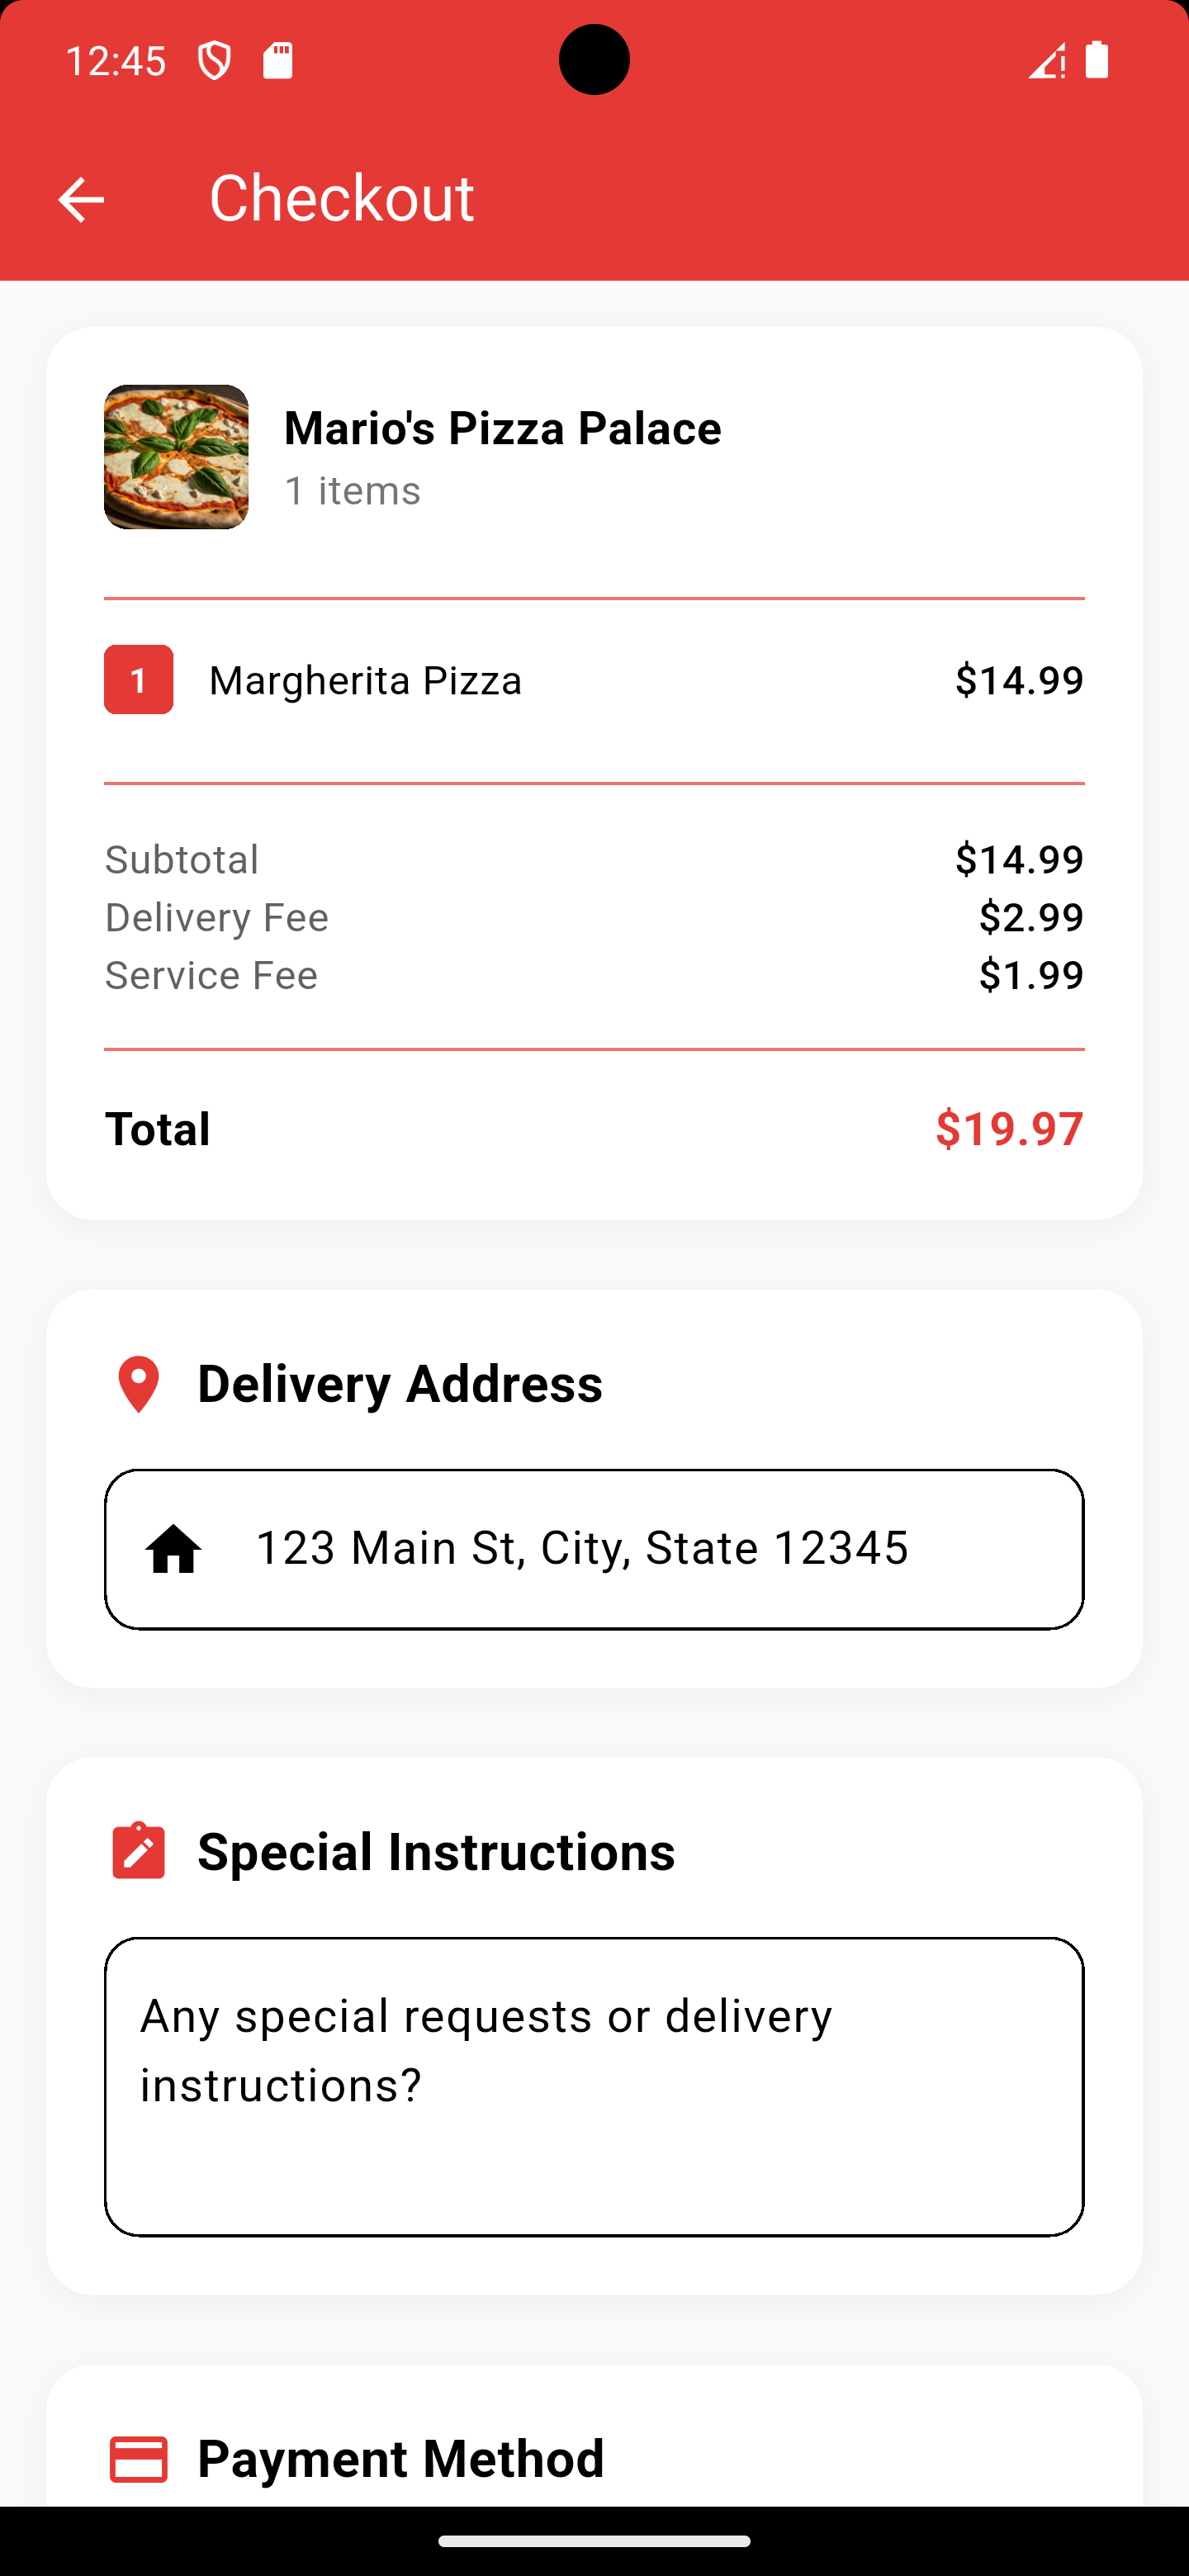 12:45
Checkout
Mario's Pizza Palace
1 items
1 Margherita Pizza $14.99
Subtotal $14.99
Delivery Fee $2.99
Service Fee $1.99
Total $19.97
Delivery Address
123 Main St, City, State 12345
Special Instructions
Any special requests or delivery
instructions?
Payment Method